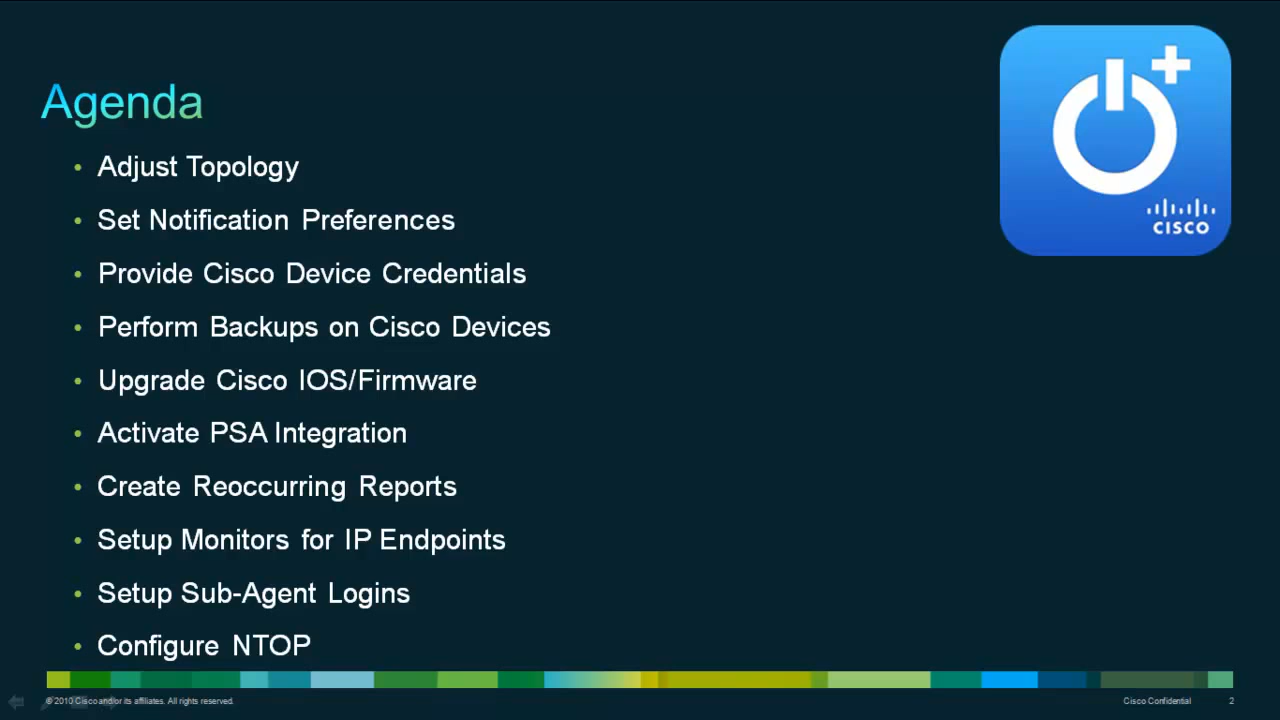 Agenda
• Adjust Topology
• Set Notification Preferences
• Provide Cisco Device Credentials
• Perform Backups on Cisco Devices
• Upgrade Cisco IOS/Firmware
• Activate PSA Integration
• Create Reoccurring Reports
• Setup Monitors for IP Endpoints
• Setup Sub-Agent Logins
• Configure NTOP
CISCO
© 2010 Cisco and/or its affiliates. All rights reserved.
Cisco Confidential
2